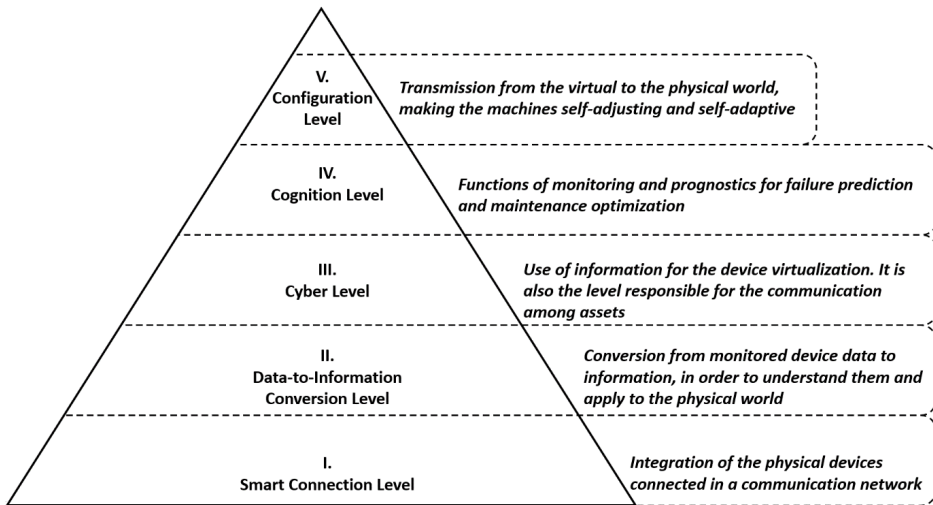 V.
Configuration
Level
Transmission from the virtual to the physical world,
making the machines self-adjusting and self-adaptive
IV.
Cognition Level
Functions of monitoring and prognostics for failure prediction
and maintenance optimization
III.
Cyber Level
Use of information for the device virtualization. It is
also the level responsible for the communication
among assets
II.
Data-to-Information
Conversion Level
Conversion from monitored device data to
information, in order to understand them and
apply to the physical world
I.
Smart Connection Level
Integration of the physical devices
connected in a communication network